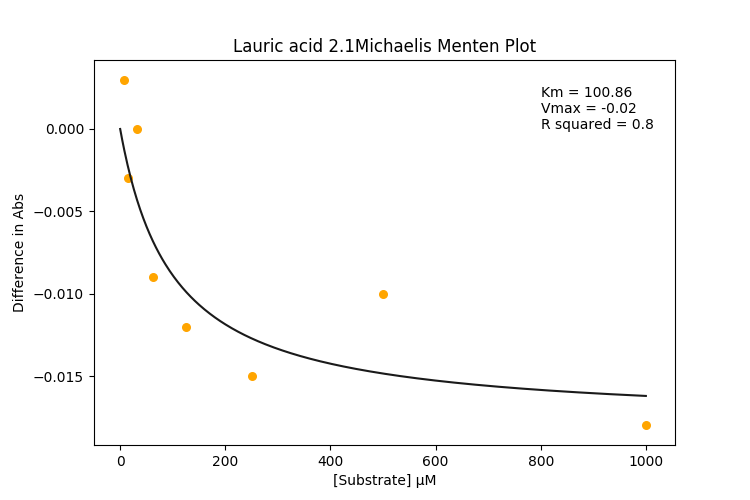 Lauric acid 2.1Michaelis Menten Plot
Km = 100.86
Vmax = -0.02
R squared = 0.8
0.000
−0.005
−0.010
−0.015
Difference in Abs
0
200
400
600
800
1000
[Substrate] μM